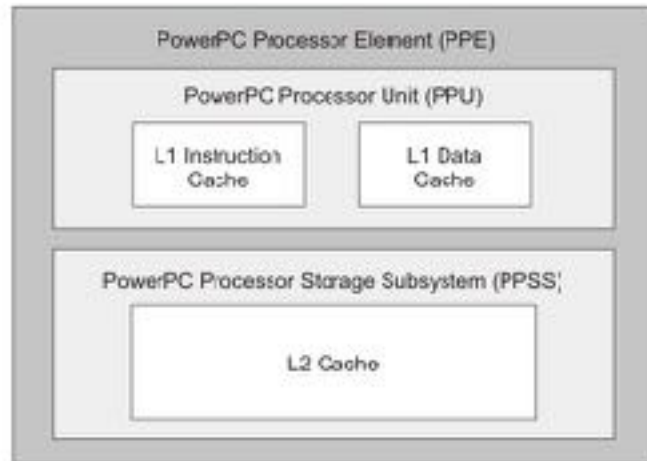 PowerPC Processor Element (PPE)
PowerPC Processor Unit (PPU)
L1 Instruction
Cache
L1 Data
Cache
PowerPC Processor Storage Subsystem (PPSS)
L2 Cache